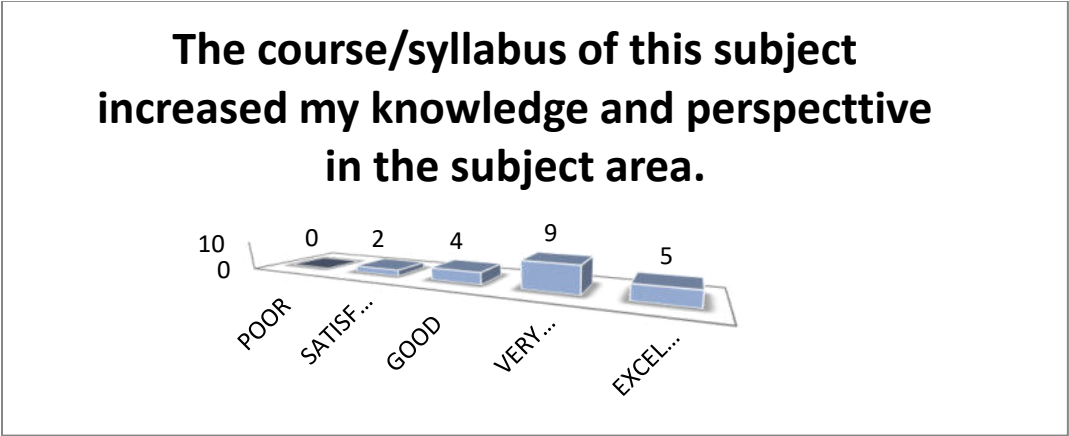 The course/syllabus of this subject
increased my knowledge and perspecttive
in the subject area.
10
0
0
2
4
9
5
POOR
SATISF...
GOOD
VERY...
EXCEL...